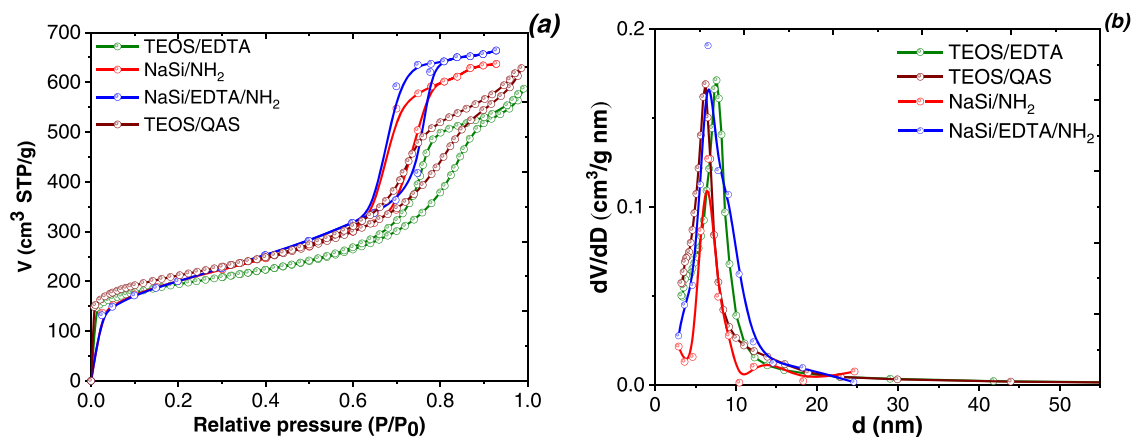 (a)
700
600
500
400
300
200
100
0
V (cm³ STP/g)
TEOS/EDTA
NaSi/NH₂
NaSi/EDTA/NH₂
TEOS/QAS
0.0 0.2 0.4 0.6 0.8 1.0
Relative pressure (P/P₀)
(b)
0.2
0.1
0.0
dV/dD (cm³/g nm)
TEOS/EDTA
TEOS/QAS
NaSi/NH₂
NaSi/EDTA/NH₂
0 10 20 30 40 50
d (nm)